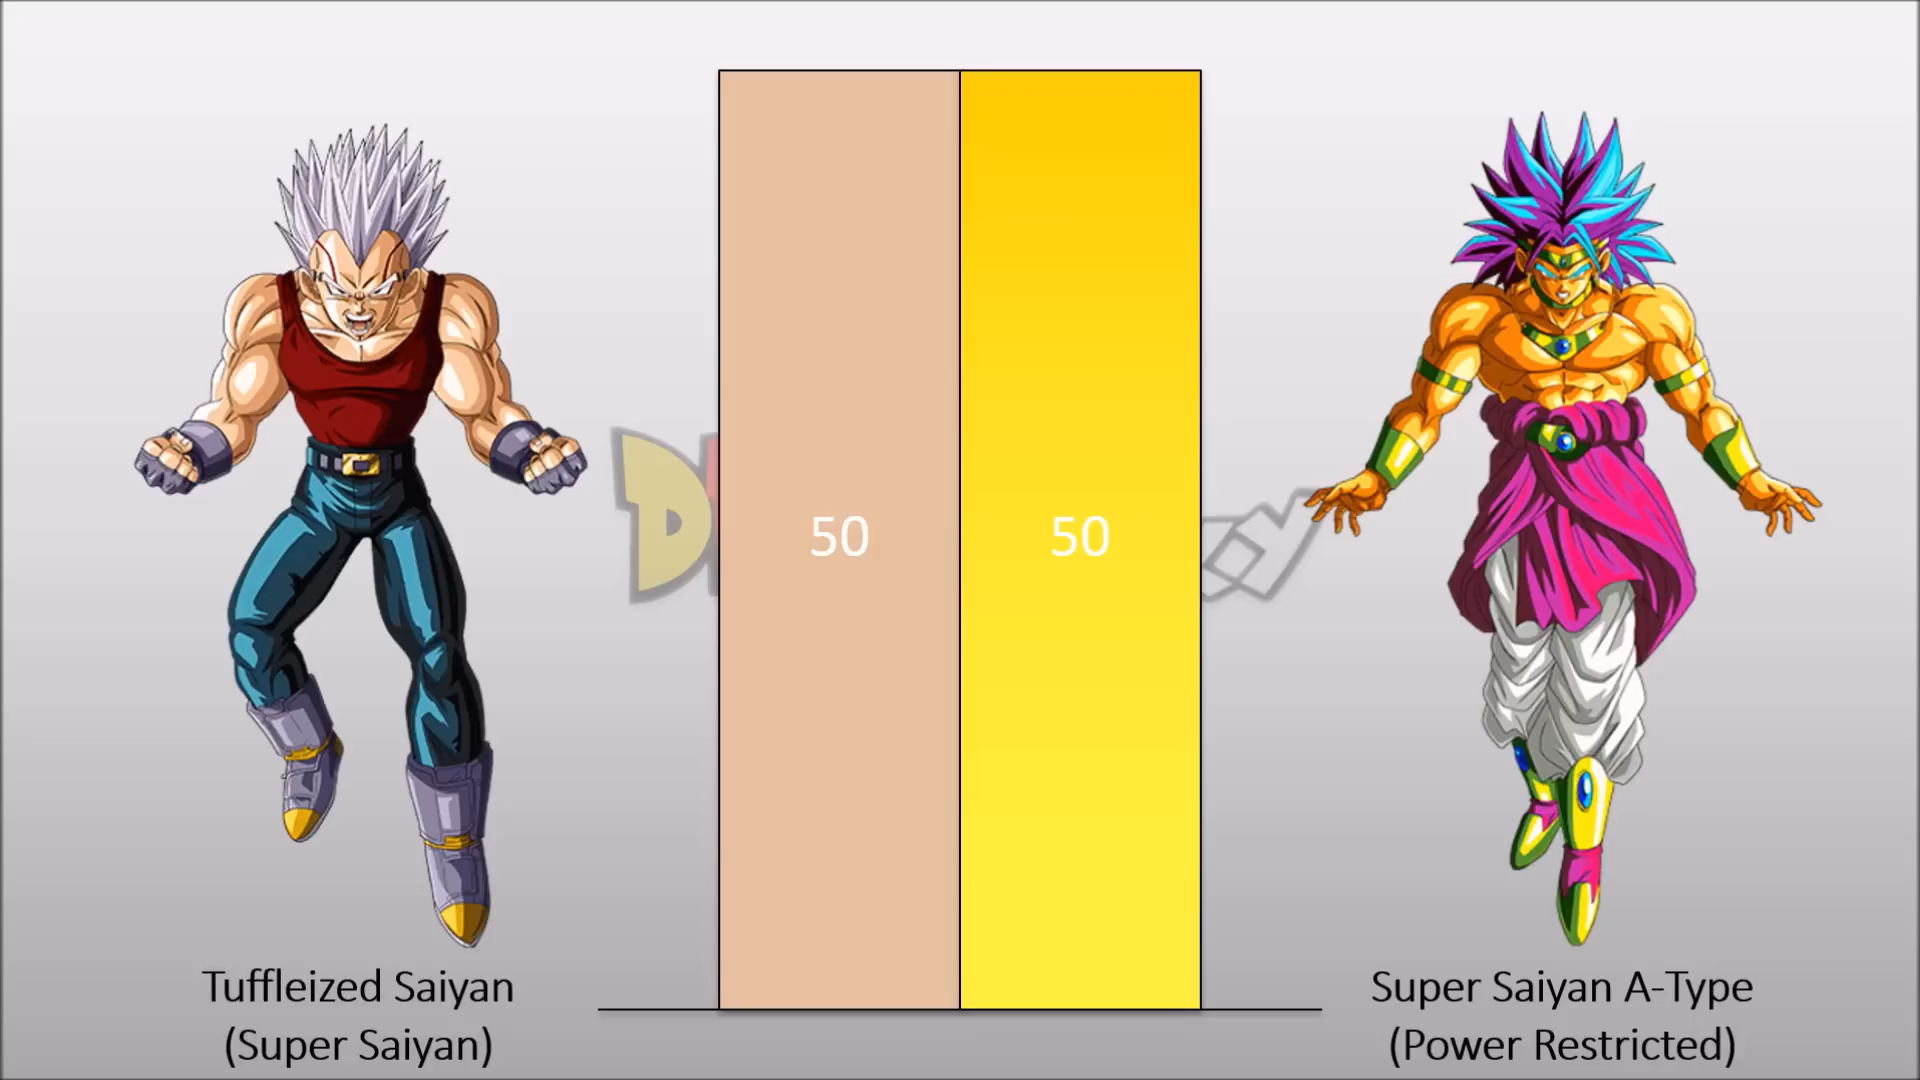 50
50
Tuffleized Saiyan
(Super Saiyan)
Super Saiyan A-Type
(Power Restricted)